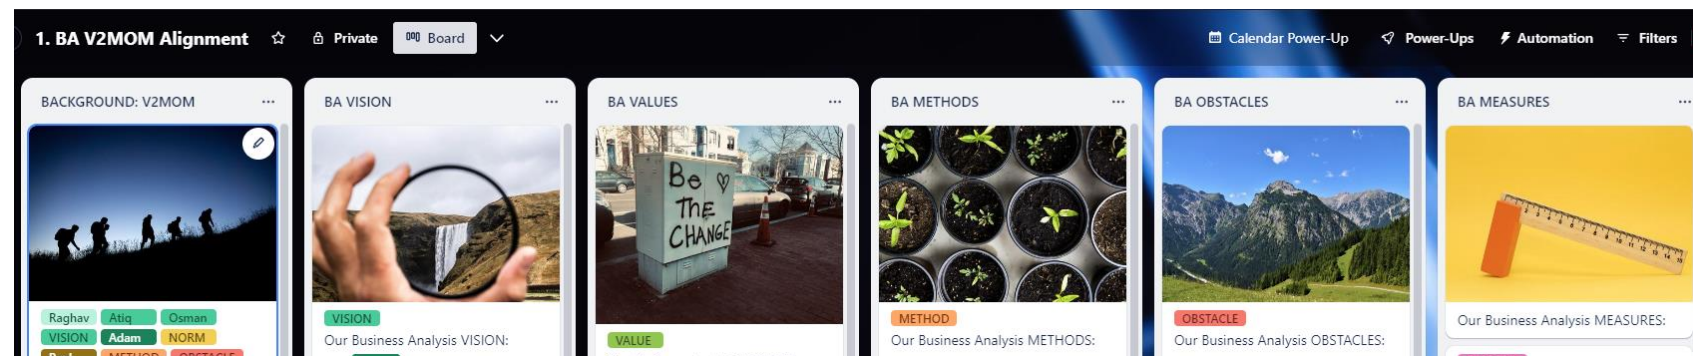 1. BA V2MOM Alignment Private Board Calendar Power-Up Power-Ups Automation Filters
BACKGROUND: V2MOM
Raghav Atiq Osman
VISION Adam NORM
METHOD OBSTACLE
BA VISION
VISION
Our Business Analysis VISION:
BA VALUES
Be
THE
CHANGE
VALUE
BA METHODS
METHOD
Our Business Analysis METHODS:
BA OBSTACLES
OBSTACLE
Our Business Analysis OBSTACLES:
BA MEASURES
Our Business Analysis MEASURES: